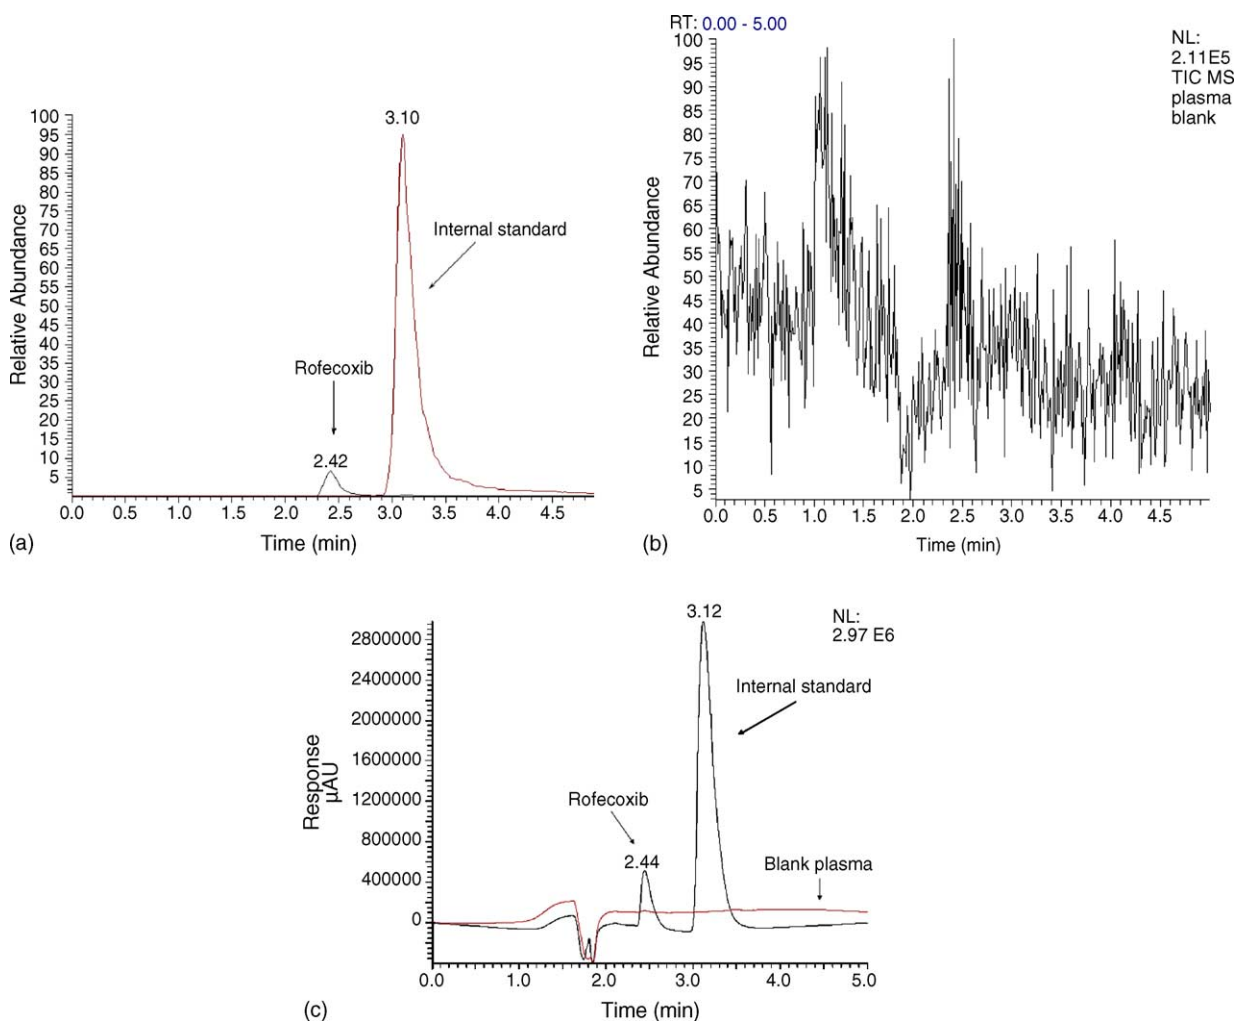 100
95
90
85
80
75
70
65
60
55
50
45
40
35
30
25
20
15
10
5
Relative Abundance
3.10
Internal standard
Rofecoxib
2.42
0.0 0.5 1.0 1.5 2.0 2.5 3.0 3.5 4.0 4.5
Time (min)
(a)
RT: 0.00 - 5.00
100
95
90
85
80
75
70
65
60
55
50
45
40
35
30
25
20
15
10
5
Relative Abundance
NL:
2.11E5
TIC MS
plasma
blank
0.0 0.5 1.0 1.5 2.0 2.5 3.0 3.5 4.0 4.5
Time (min)
(b)
3.12
NL:
2.97 E6
2800000
2400000
2000000
1600000
1200000
800000
400000
0
Response
µAU
Internal standard
Rofecoxib
2.44
Blank plasma
0.0 1.0 2.0 3.0 4.0 5.0
Time (min)
(c)